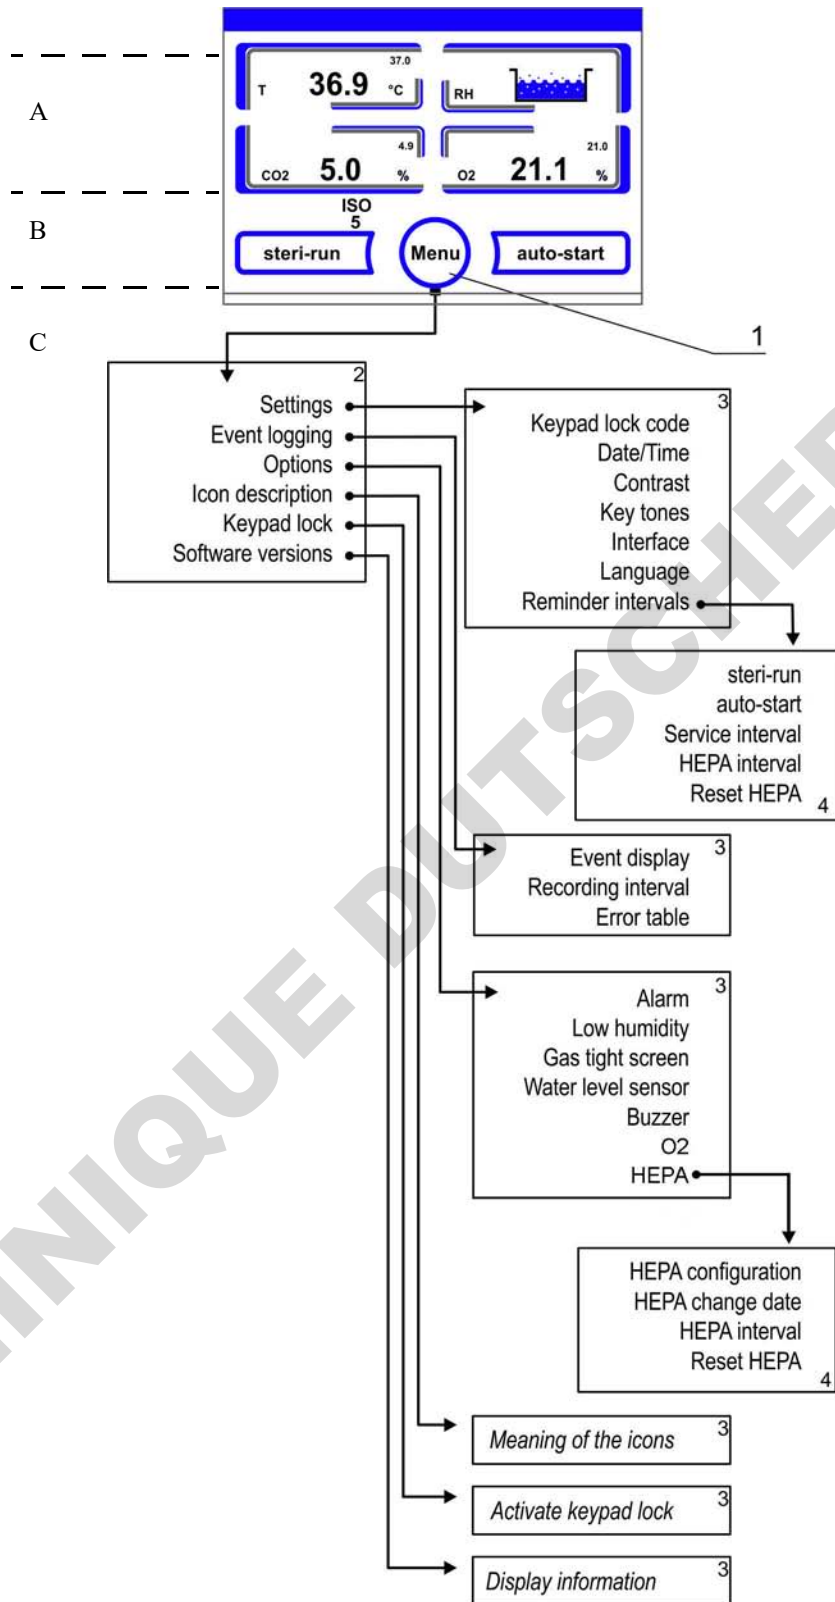 A
37.0
T 36.9 °C
RH
4.9
CO2 5.0 %
21.0
O2 21.1 %
B
ISO
5
steri-run
Menu
auto-start
1
C
2
Settings
Event logging
Options
Icon description
Keypad lock
Software versions
3
Keypad lock code
Date/Time
Contrast
Key tones
Interface
Language
Reminder intervals
steri-run
auto-start
Service interval
HEPA interval
Reset HEPA
4
3
Event display
Recording interval
Error table
3
Alarm
Low humidity
Gas tight screen
Water level sensor
Buzzer
O2
HEPA
HEPA configuration
HEPA change date
HEPA interval
Reset HEPA
4
Meaning of the icons 3
Activate keypad lock 3
Display information 3
DUTSCHER